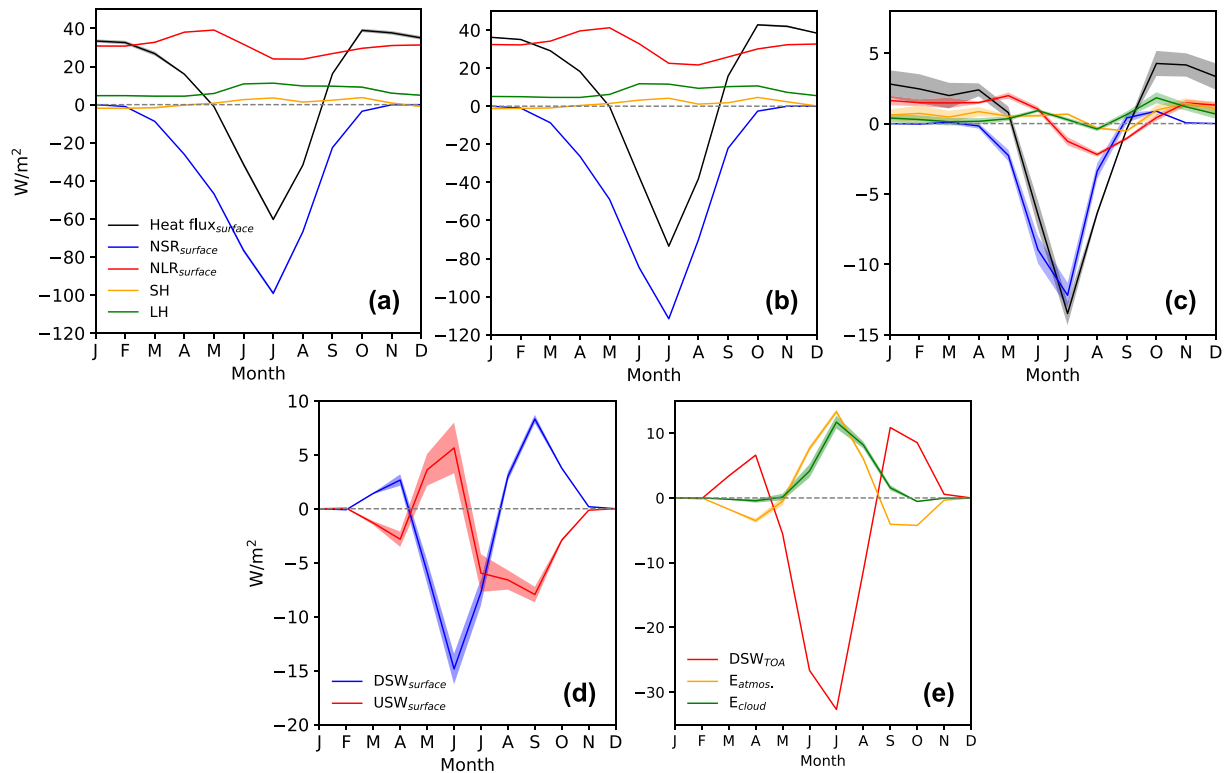 40
20
0
−20
−40
−60
−80
−100
−120
W/m²
Heat flux_surface
NSR_surface
NLR_surface
SH
LH
(a)
J F M A M J J A S O N D
Month
40
20
0
−20
−40
−60
−80
−100
−120
(b)
J F M A M J J A S O N D
Month
5
0
−5
−10
−15
(c)
J F M A M J J A S O N D
Month
10
5
0
−5
−10
−15
−20
W/m²
DSW_surface
USW_surface
(d)
J F M A M J J A S O N D
Month
10
0
−10
−20
−30
DSW_TOA
E_atmos.
E_cloud
(e)
J F M A M J J A S O N D
Month